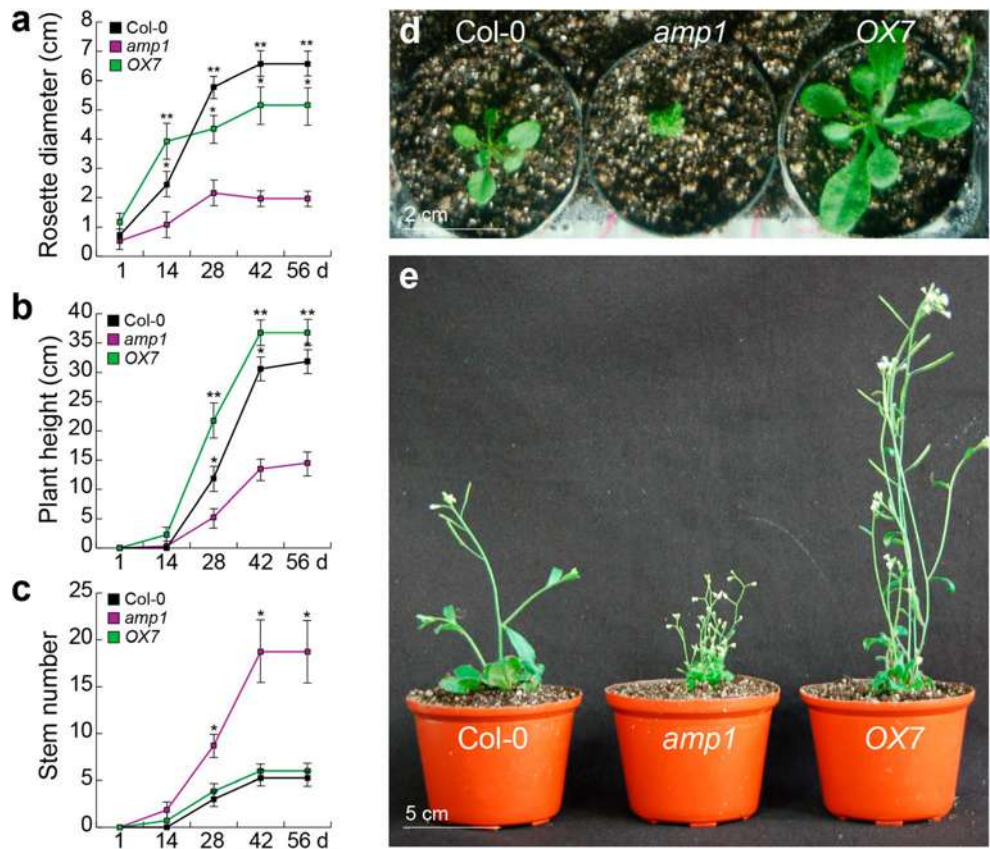 a
Rosette diameter (cm)
8
7
6
5
4
3
2
1
0
Col-0
amp1
OX7
**
*
**
*
**
*
**
*
1 14 28 42 56 d
b
Plant height (cm)
40
35
30
25
20
15
10
5
0
Col-0
amp1
OX7
**
*
**
*
**
*
1 14 28 42 56 d
c
Stem number
25
20
15
10
5
0
Col-0
amp1
OX7
*
*
*
1 14 28 42 56 d
d
Col-0 amp1 OX7
2 cm
e
Col-0 amp1 OX7
5 cm